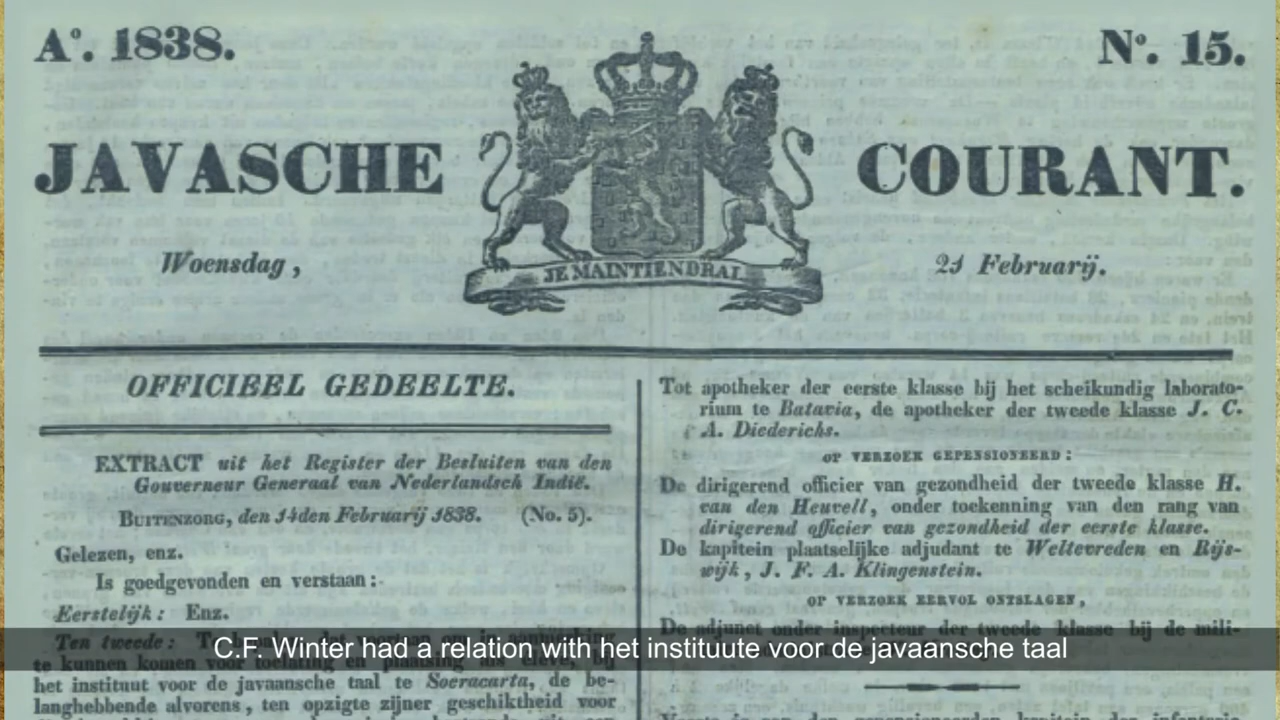 Aº. 1838.
Nº. 15.
JAVASCHE COURANT.
JE MAINTIENDRAI
Woensdag,
21 Februarij.
OFFICIEEL GEDEELTE.
EXTRACT uit het Register der Besluiten van den
Gouverneur Generaal van Nederlandsch Indië.
BUITENZORG, den 14den Februarij 1838. (No. 5).
Gelezen, enz.
Is goedgevonden en verstaan:
Eerstelijk: Enz.
Ten tweede:
te kunnen komen voor toelating en plaatsing als élève, bij
het instituut voor de javaansche taal te Soeracarta, de be-
langhebbende alvorens, ten opzigte zijner geschiktheid voor
Tot apotheker der eerste klasse bij het scheikundig laborato-
rium te Batavia, de apotheker der tweede klasse J. C.
A. Diederichs.
OP VERZOEK GEPENSIONEERD:
De dirigerend officier van gezondheid der tweede klasse H.
van den Heuvell, onder toekenning van den rang van
dirigerend officier van gezondheid der eerste klasse.
De kapitein plaatselijke adjudant te Weltevreden en Rijs-
wijk, J. F. A. Klingenstein.
OP VERZOEK EERVOL ONTSLAGEN,
De adjunct onder inspecteur der tweede klasse bij de mili-
C.F. Winter had a relation with het instituute voor de javaansche taal